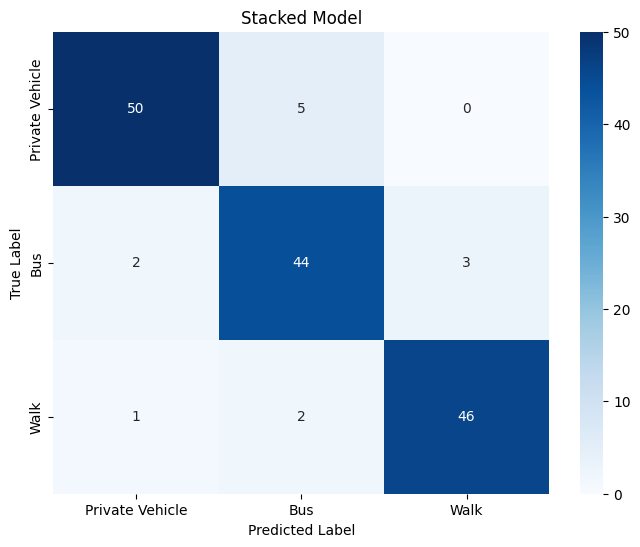 Stacked Model
True Label
Private Vehicle
Bus
Walk
50 5 0
2 44 3
1 2 46
Private Vehicle Bus Walk
Predicted Label
50
40
30
20
10
0